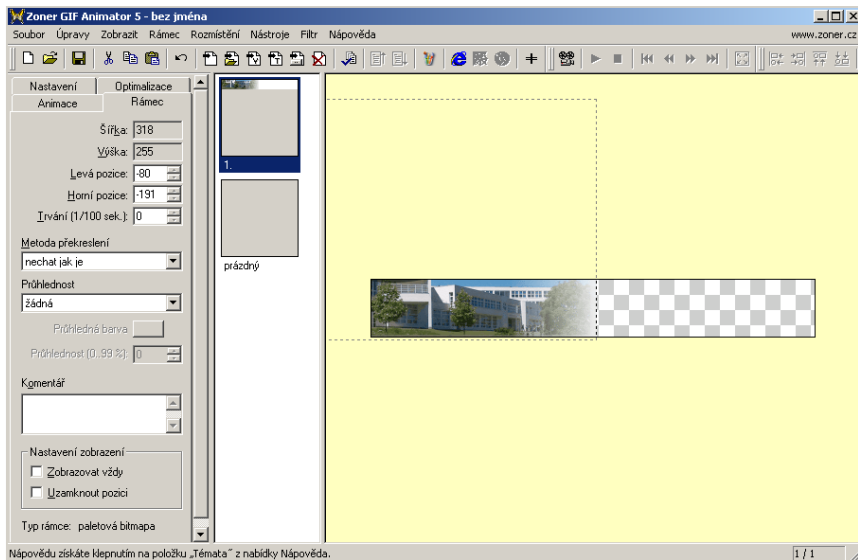 Zoner GIF Animator 5 - bez jména
Soubor Úpravy Zobrazit Rámec Rozmístění Nástroje Filtr Nápověda www.zoner.cz
Nastavení Optimalizace
Animace Rámec
Šířka: 318
Výška: 255
Levá pozice: -80
Horní pozice: -191
Trvání (1/100 sek.): 0
Metoda překreslení
nechat jak je
Průhlednost
žádná
Průhledná barva
Průhlednost (0..99 %): 0
Komentář
Nastavení zobrazení
Zobrazovat vždy
Uzamknout pozici
Typ rámce: paletová bitmapa
1.
prázdný
Nápovědu získáte klepnutím na položku „Témata" z nabídky Nápověda.
1 / 1